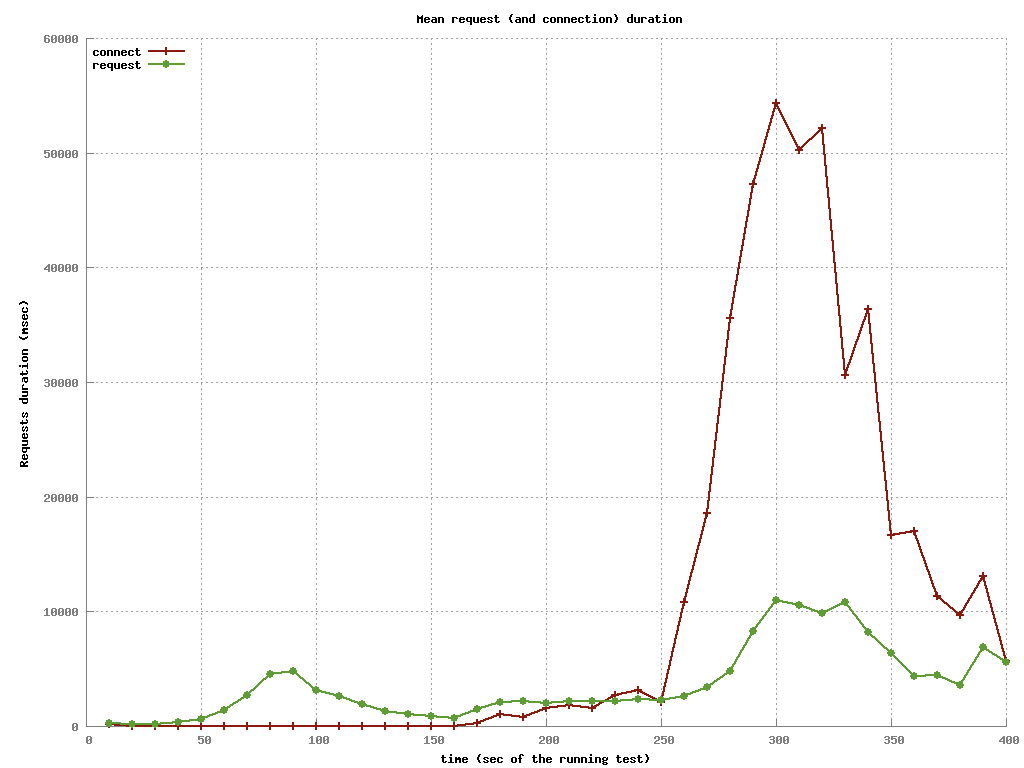 Mean request (and connection) duration
60000
connect
request
50000
40000
30000
20000
10000
0
Requests duration (msec)
0 50 100 150 200 250 300 350 400
time (sec of the running test)